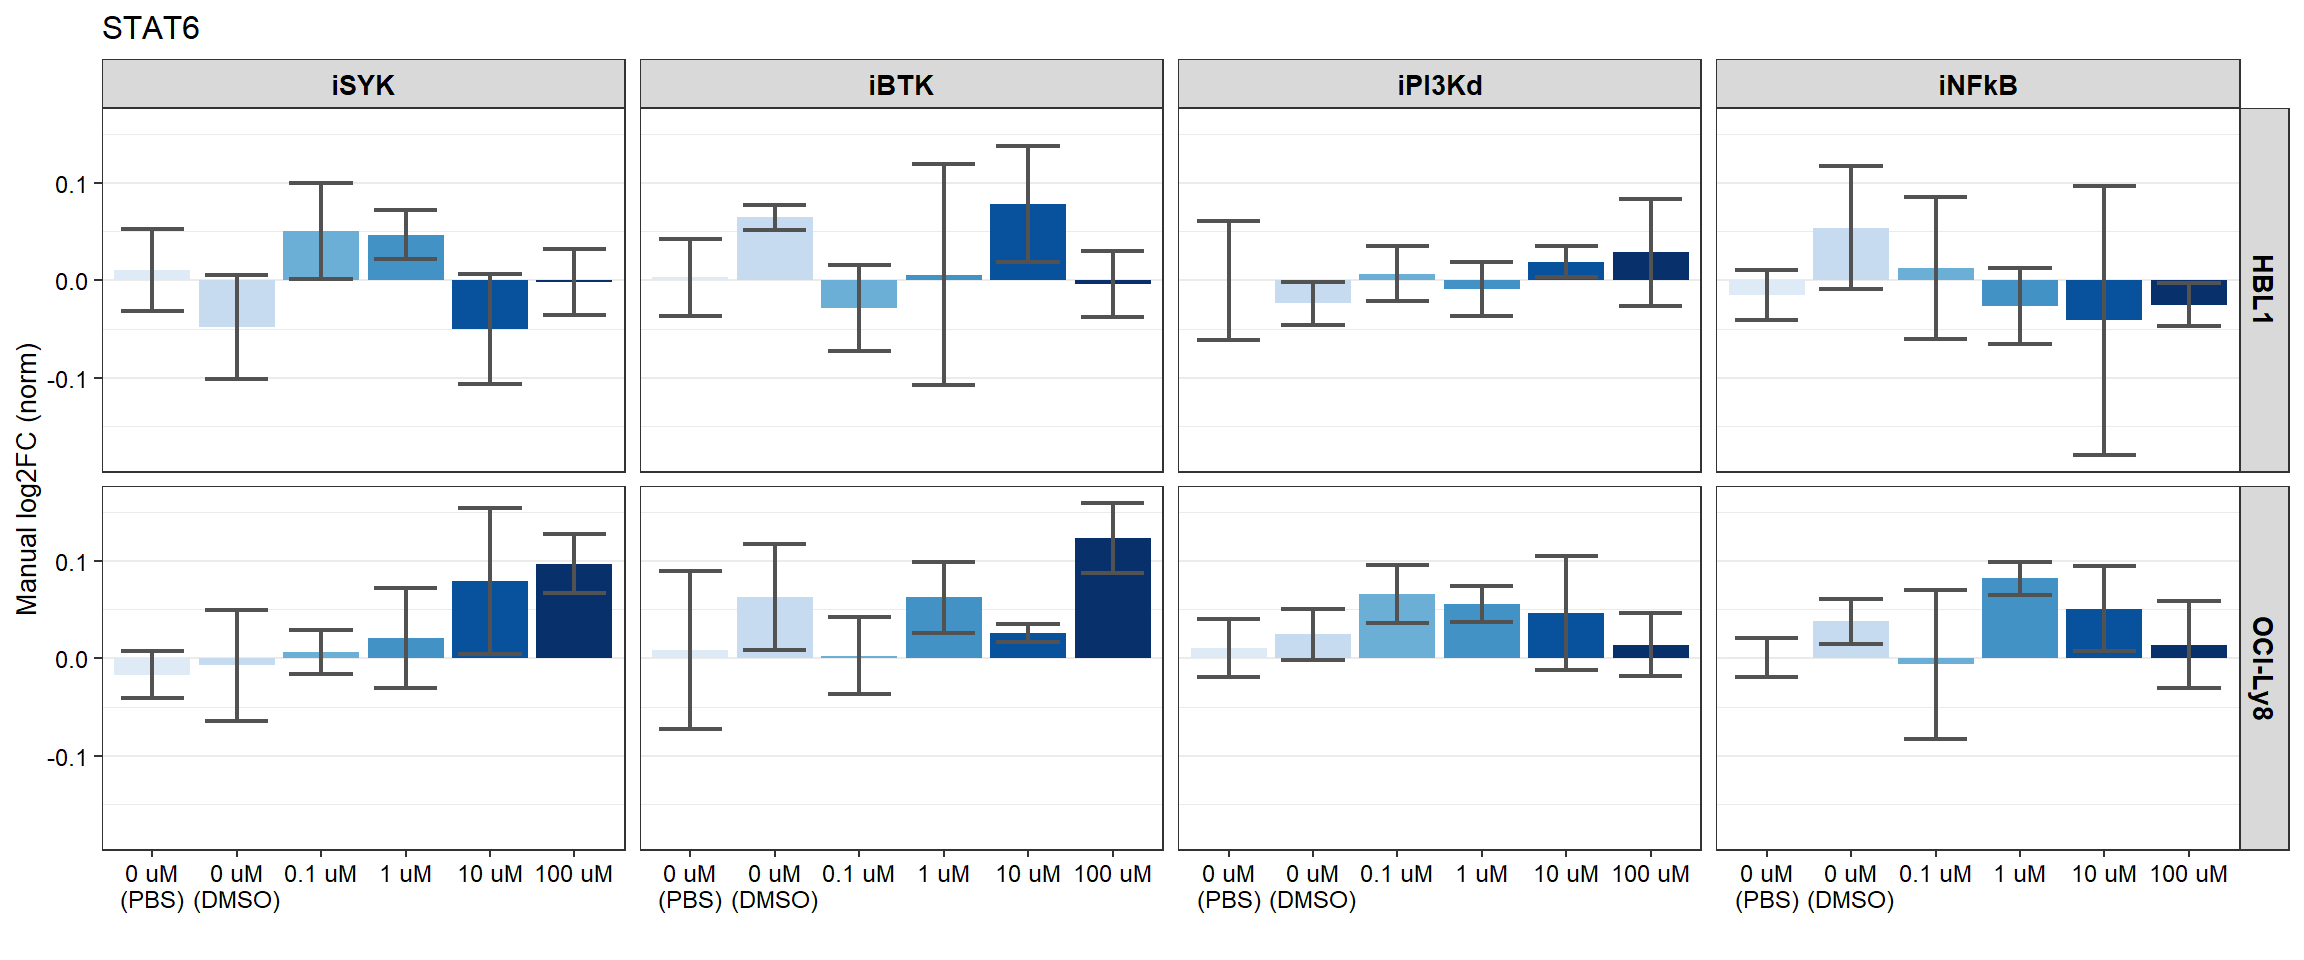 STAT6
iSYK
iBTK
iPI3Kd
iNFkB
Manual log2FC (norm)
0.1
0.0
-0.1
HBL1
0.1
0.0
-0.1
OCI-Ly8
0 uM (PBS)
0 uM (DMSO)
0.1 uM
1 uM
10 uM
100 uM
0 uM (PBS)
0 uM (DMSO)
0.1 uM
1 uM
10 uM
100 uM
0 uM (PBS)
0 uM (DMSO)
0.1 uM
1 uM
10 uM
100 uM
0 uM (PBS)
0 uM (DMSO)
0.1 uM
1 uM
10 uM
100 uM